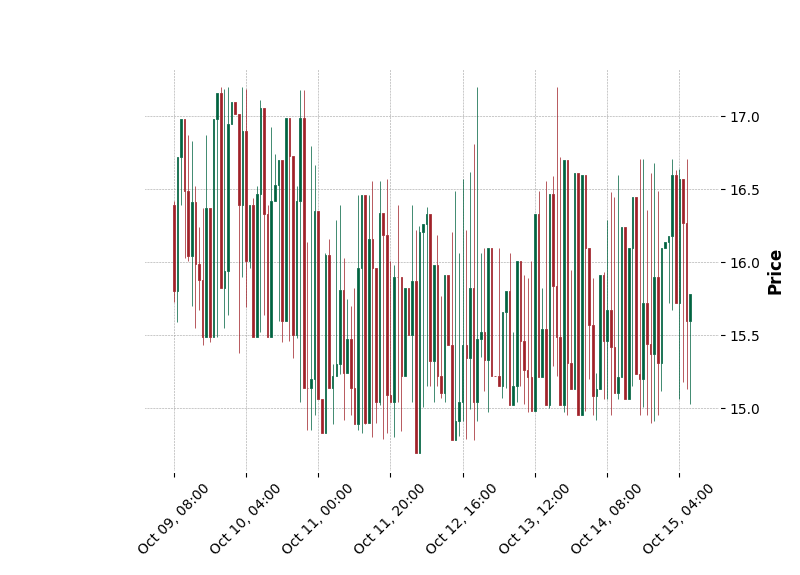 17.0
16.5
16.0
15.5
15.0
Price
Oct 09, 08:00
Oct 10, 04:00
Oct 11, 00:00
Oct 11, 20:00
Oct 12, 16:00
Oct 13, 12:00
Oct 14, 08:00
Oct 15, 04:00